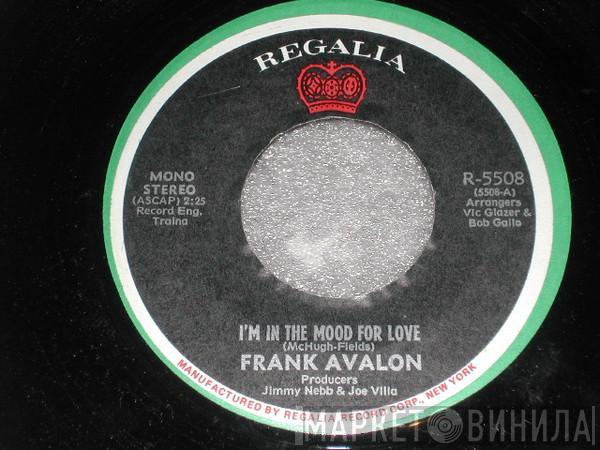 REGALIA
MONO
STEREO
(ASCAP) 2:25
Record Eng.
Traina
R-5508
(5508-A)
Arrangers
Vic Glazer &
Bob Gallo
I'M IN THE MOOD FOR LOVE
(McHugh-Fields)
FRANK AVALON
Producers
Jimmy Nebb & Joe Villa
MANUFACTURED BY REGALIA RECORD CORP., NEW YORK
МАРКЕТ ВИНИЛА